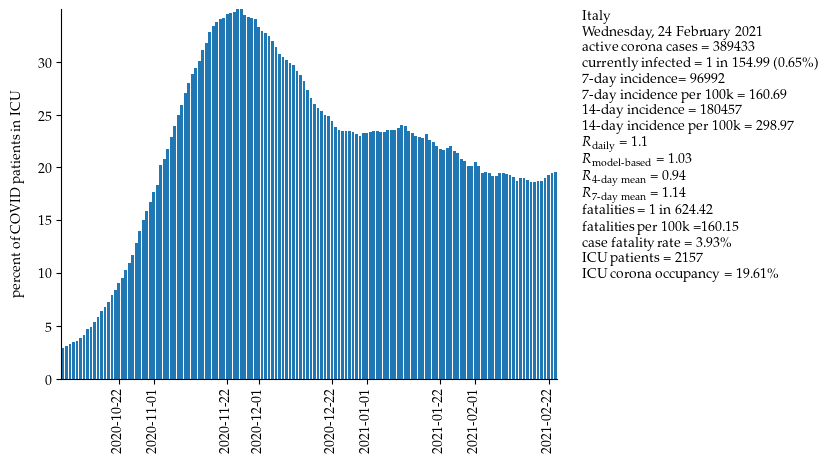 percent of COVID patients in ICU
30
25
20
15
10
5
0
2020-10-22
2020-11-01
2020-11-22
2020-12-01
2020-12-22
2021-01-01
2021-01-22
2021-02-01
2021-02-22
Italy
Wednesday, 24 February 2021
active corona cases = 389433
currently infected = 1 in 154.99 (0.65%)
7-day incidence= 96992
7-day incidence per 100k = 160.69
14-day incidence = 180457
14-day incidence per 100k = 298.97
Rdaily = 1.1
Rmodel-based = 1.03
R4-day mean = 0.94
R7-day mean = 1.14
fatalities = 1 in 624.42
fatalities per 100k =160.15
case fatality rate = 3.93%
ICU patients = 2157
ICU corona occupancy = 19.61%